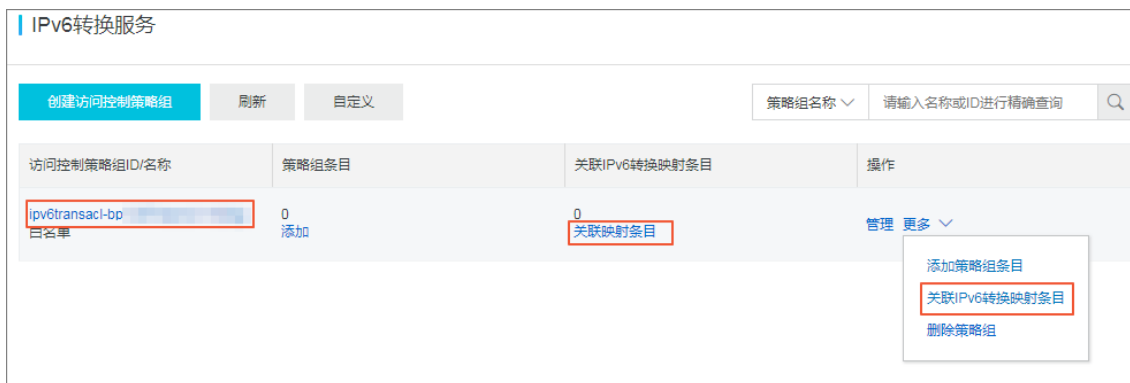 IPv6转换服务
创建访问控制策略组 刷新 自定义 策略组名称 请输入名称或ID进行精确查询
访问控制策略组ID/名称 策略组条目 关联IPv6转换映射条目 操作
ipv6transacl-bp 0 0
白名单 添加 关联映射条目 管理 更多
添加策略组条目
关联IPv6转换映射条目
删除策略组